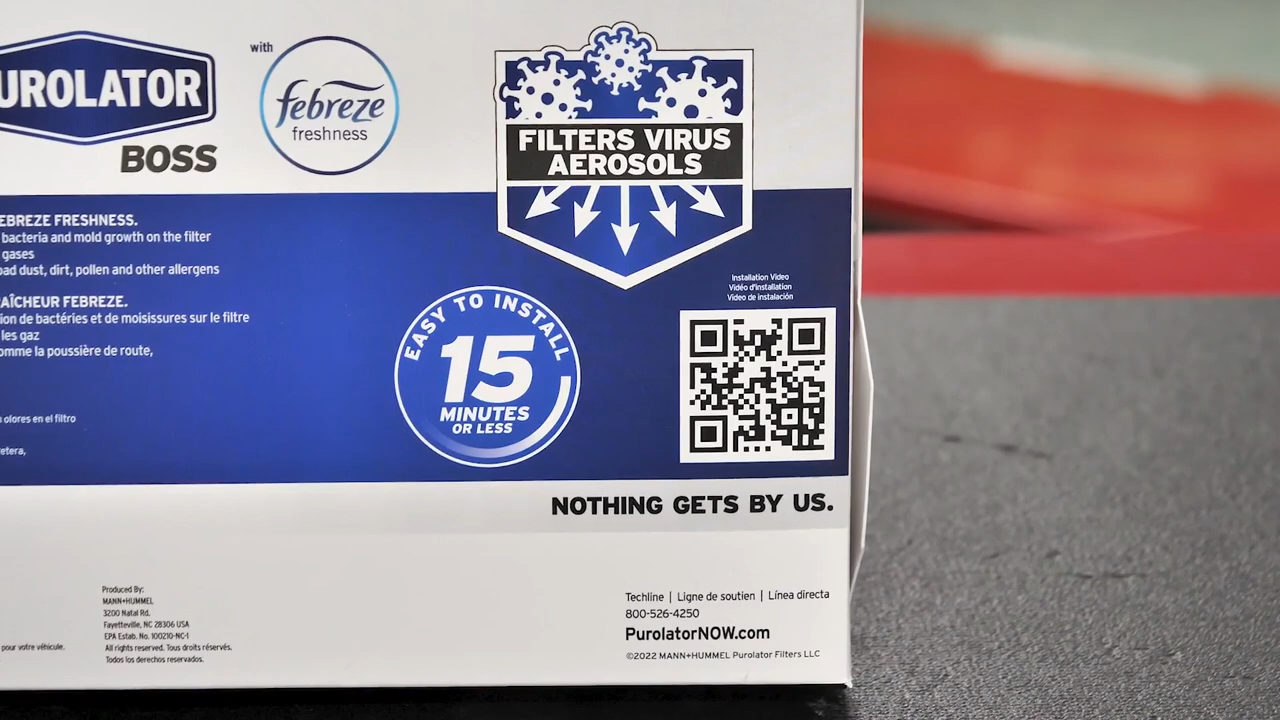 UROLATOR
BOSS
with
febreze
freshness
FILTERS VIRUS
AEROSOLS
EBREZE FRESHNESS.
bacteria and mold growth on the filter
gases
oad dust, dirt, pollen and other allergens
AÎCHEUR FEBREZE.
ion de bactéries et de moisissures sur le filtre
les gaz
omme la poussière de route,
olores en el filtro
etera,
EASY TO INSTALL
15
MINUTES
OR LESS
Installation Video
Vidéo d'installation
Video de instalación
NOTHING GETS BY US.
pour votre véhicule.
Produced By:
MANN+HUMMEL
3200 Natal Rd.
Fayetteville, NC 28306 USA
EPA Estab. No. 100210-NC-1
All rights reserved. Tous droits réservés.
Todos los derechos reservados.
Techline | Ligne de soutien | Línea directa
800-526-4250
PurolatorNOW.com
©2022 MANN+HUMMEL Purolator Filters LLC